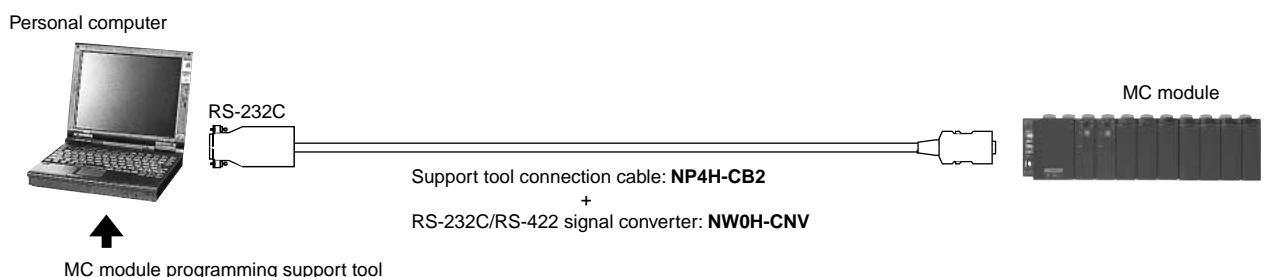 Personal computer
MC module
RS-232C
Support tool connection cable: NP4H-CB2
+
RS-232C/RS-422 signal converter: NW0H-CNV
MC module programming support tool